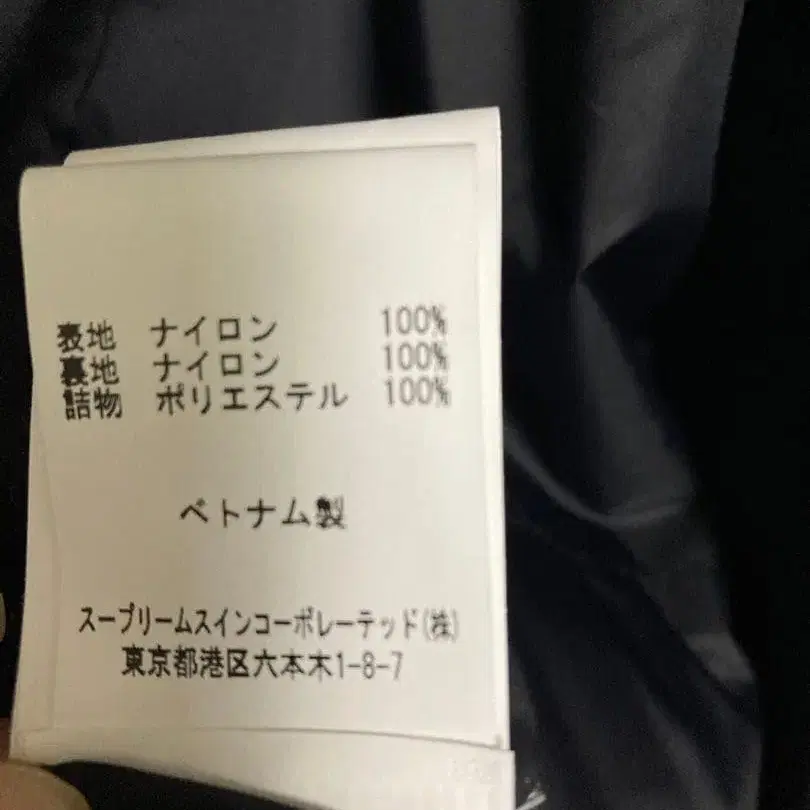 表地 ナイロン 100%
裏地 ナイロン 100%
詰物 ポリエステル 100%
ベトナム製
スープリームスインコーポレーテッド(株)
東京都港区六本木1-8-7